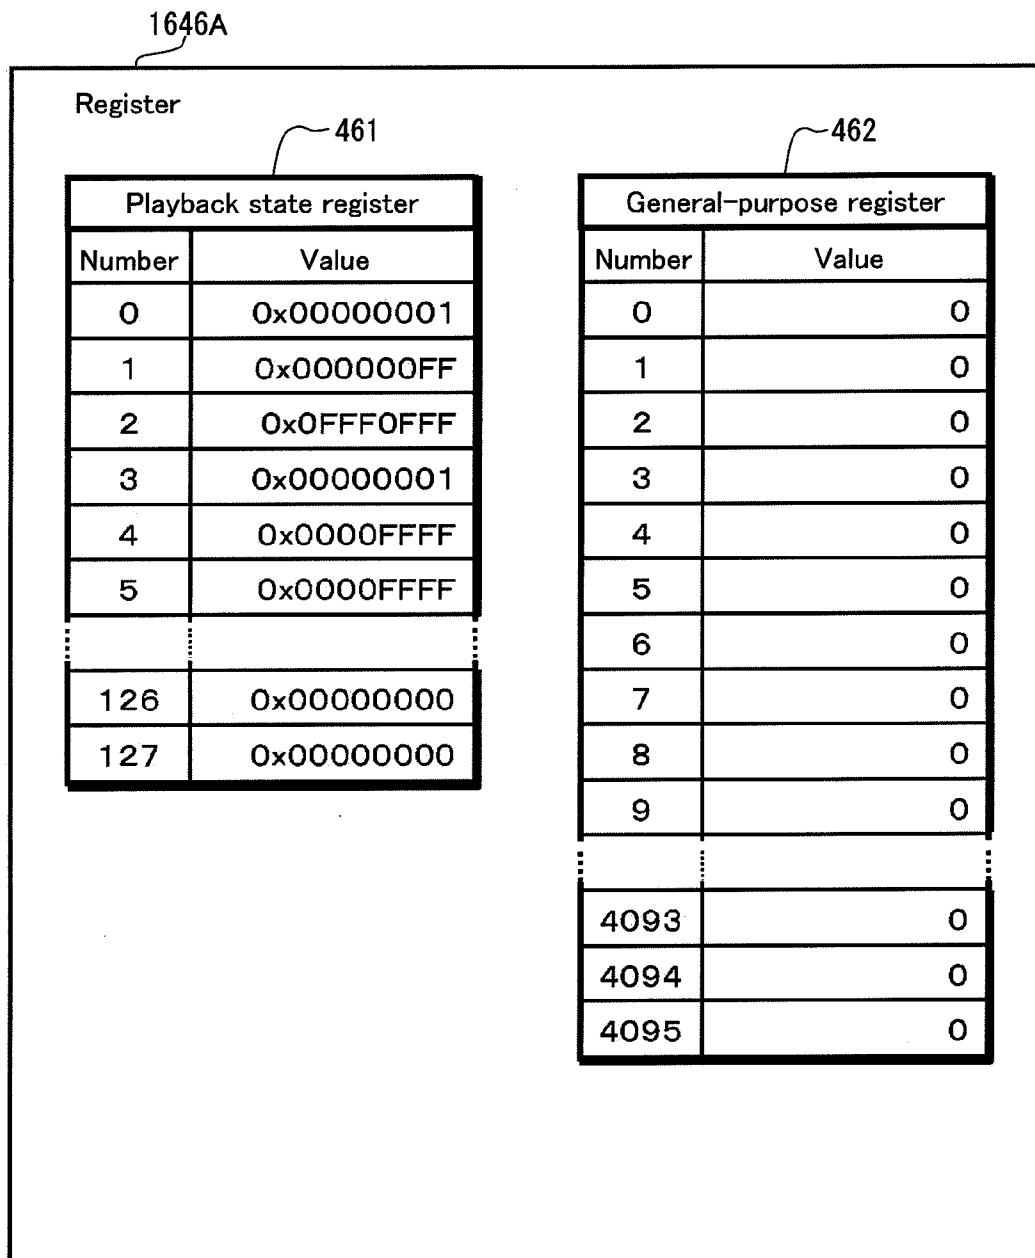 1646A
Register
461
Playback state register
Number Value
0 0x00000001
1 0x000000FF
2 0x0FFF0FFF
3 0x00000001
4 0x0000FFFF
5 0x0000FFFF
126 0x00000000
127 0x00000000
462
General-purpose register
Number Value
0 0
1 0
2 0
3 0
4 0
5 0
6 0
7 0
8 0
9 0
4093 0
4094 0
4095 0